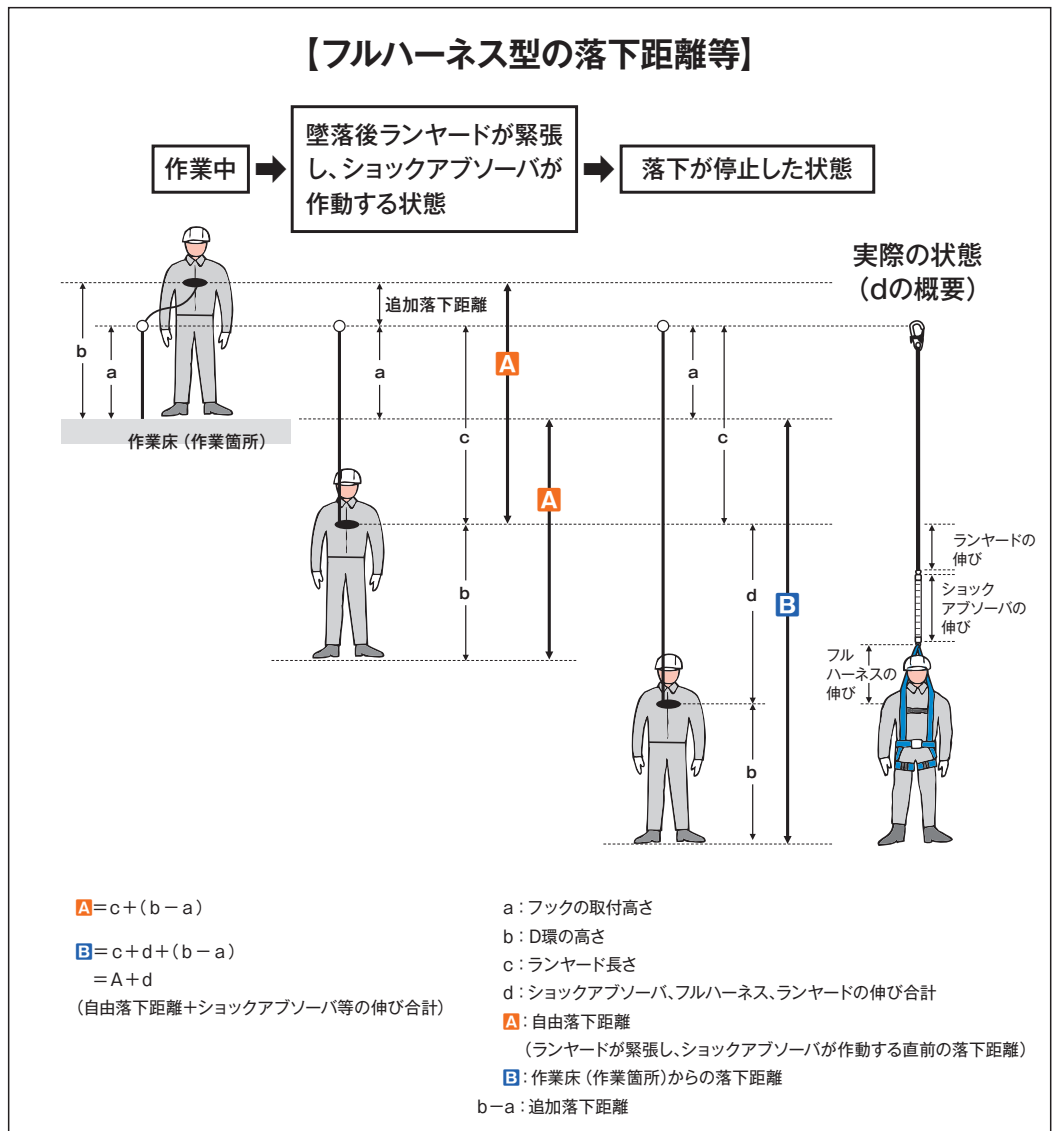 【フルハーネス型の落下距離等】
作業中
墜落後ランヤードが緊張
し、ショックアブソーバが
作動する状態
落下が停止した状態
実際の状態
（dの概要）
追加落下距離
b
a
a
c
A
A
b
a
c
d
B
b
作業床（作業箇所）
ランヤードの
伸び
ショック
アブソーバの
伸び
フル
ハーネスの
伸び
A＝c＋（b－a）
B＝c＋d＋（b－a）
＝A＋d
（自由落下距離＋ショックアブソーバ等の伸び合計）
a：フックの取付高さ
b：D環の高さ
c：ランヤード長さ
d：ショックアブソーバ、フルハーネス、ランヤードの伸び合計
A：自由落下距離
（ランヤードが緊張し、ショックアブソーバが作動する直前の落下距離）
B：作業床（作業箇所）からの落下距離
b－a：追加落下距離